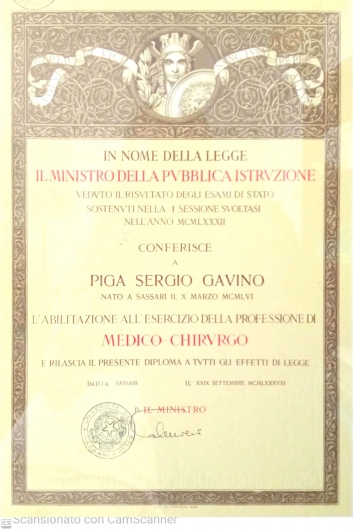 IN NOME DELLA LEGGE
IL MINISTRO DELLA PVBBLICA ISTRVZIONE
VEDVTO IL RISVLTATO DEGLI ESAMI DI STATO
SOSTENVTI NELLA I SESSIONE SVOLTASI
NELL'ANNO MCMLXXXII
CONFERISCE
A
PIGA SERGIO GAVINO
NATO A SASSARI IL X MARZO MCMLVI
L'ABILITAZIONE ALL'ESERCIZIO DELLA PROFESSIONE DI
MEDICO-CHIRVRGO
E RILASCIA IL PRESENTE DIPLOMA A TVTTI GLI EFFETTI DI LEGGE
DATO A SASSARI IL XXIX SETTEMBRE MCMLXXXVIII
P. IL MINISTRO
CS Scansionato con CamScanner